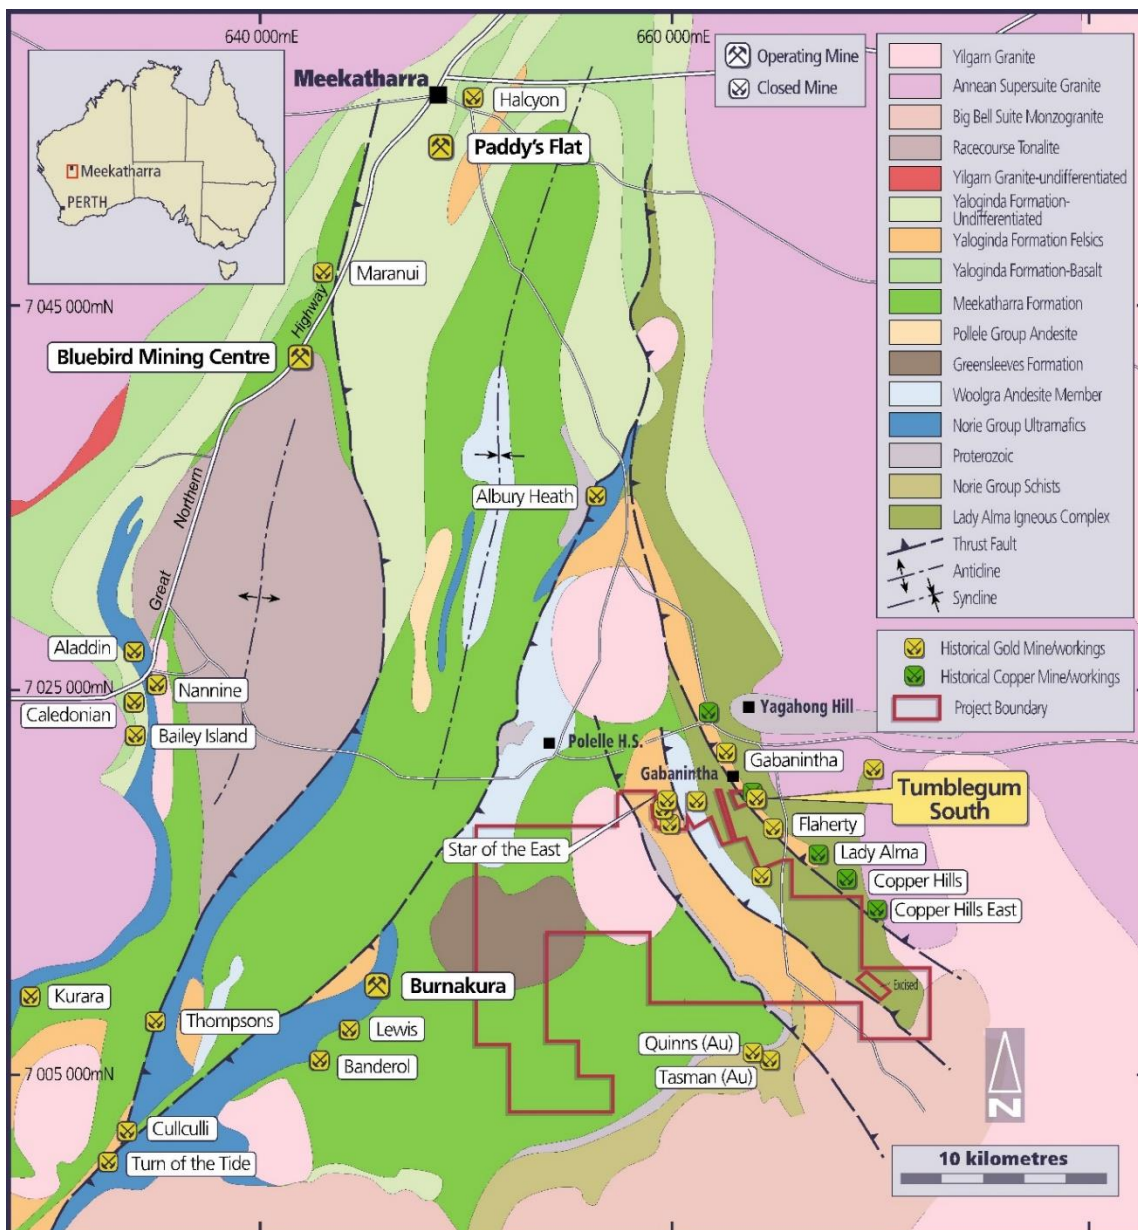 640 000mE
660 000mE
Meekatharra
PERTH
Meekatharra
Halcyon
Paddy's Flat
Operating Mine
Closed Mine
Maranui
7 045 000mN
Highway
Bluebird Mining Centre
Northern
Great
Albury Heath
Aladdin
7 025 000mN
Nannine
Caledonian
Bailey Island
Yagahong Hill
Polelle H.S.
Gabanintha
Gabanintha
Tumblegum
South
Star of the East
Flaherty
Lady Alma
Copper Hills
Copper Hills East
Excised
Kurara
Burnakura
Thompsons
Lewis
Banderol
Quinns (Au)
Tasman (Au)
7 005 000mN
Cullculli
Turn of the Tide
Yilgarn Granite
Annean Supersuite Granite
Big Bell Suite Monzogranite
Racecourse Tonalite
Yilgarn Granite-undifferentiated
Yaloginda Formation-
Undifferentiated
Yaloginda Formation Felsics
Yaloginda Formation-Basalt
Meekatharra Formation
Pollele Group Andesite
Greensleeves Formation
Woolgra Andesite Member
Norie Group Ultramafics
Proterozoic
Norie Group Schists
Lady Alma Igneous Complex
Thrust Fault
Anticline
Syncline
Historical Gold Mine/workings
Historical Copper Mine/workings
Project Boundary
N
10 kilometres